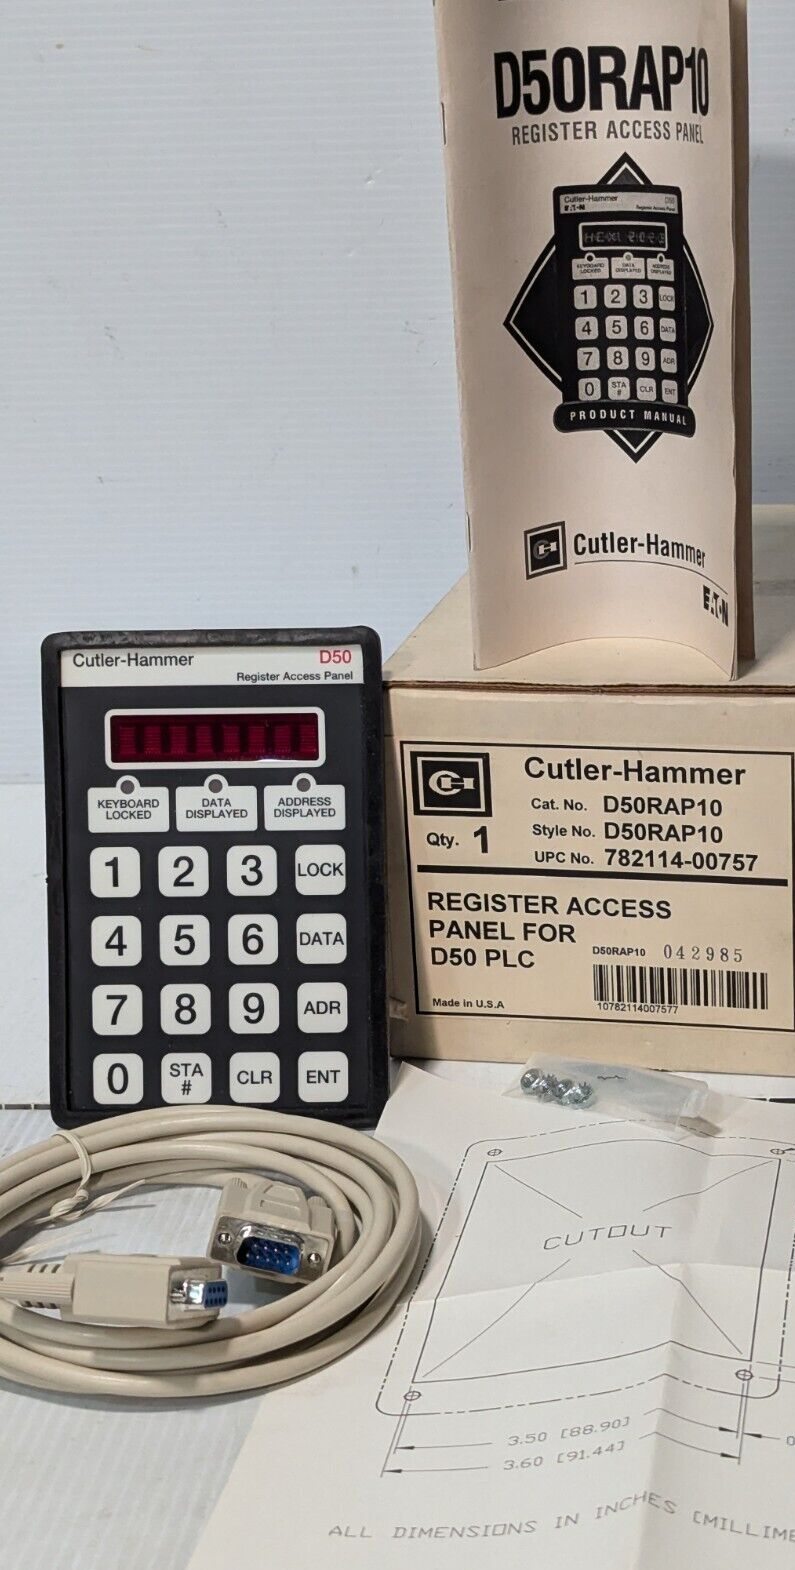 D50RAP10
REGISTER ACCESS PANEL
Cutler-Hammer D50
EATON Register Access Panel
KEYBOARD LOCKED DATA DISPLAYED ADDRESS DISPLAYED
1 2 3 LOCK
4 5 6 DATA
7 8 9 ADR
0 STA # CLR ENT
PRODUCT MANUAL
Cutler-Hammer
EATON
Cutler-Hammer D50
Register Access Panel
KEYBOARD LOCKED DATA DISPLAYED ADDRESS DISPLAYED
1 2 3 LOCK
4 5 6 DATA
7 8 9 ADR
0 STA # CLR ENT
Cutler-Hammer
Cat. No. D50RAP10
Style No. D50RAP10
Qty. 1 UPC No. 782114-00757
REGISTER ACCESS
PANEL FOR
D50 PLC
D50RAP10 042985
Made in U.S.A
10782114007577
CUTOUT
3.50 [88.90]
3.60 [91.44]
ALL DIMENSIONS IN INCHES [MILLIME